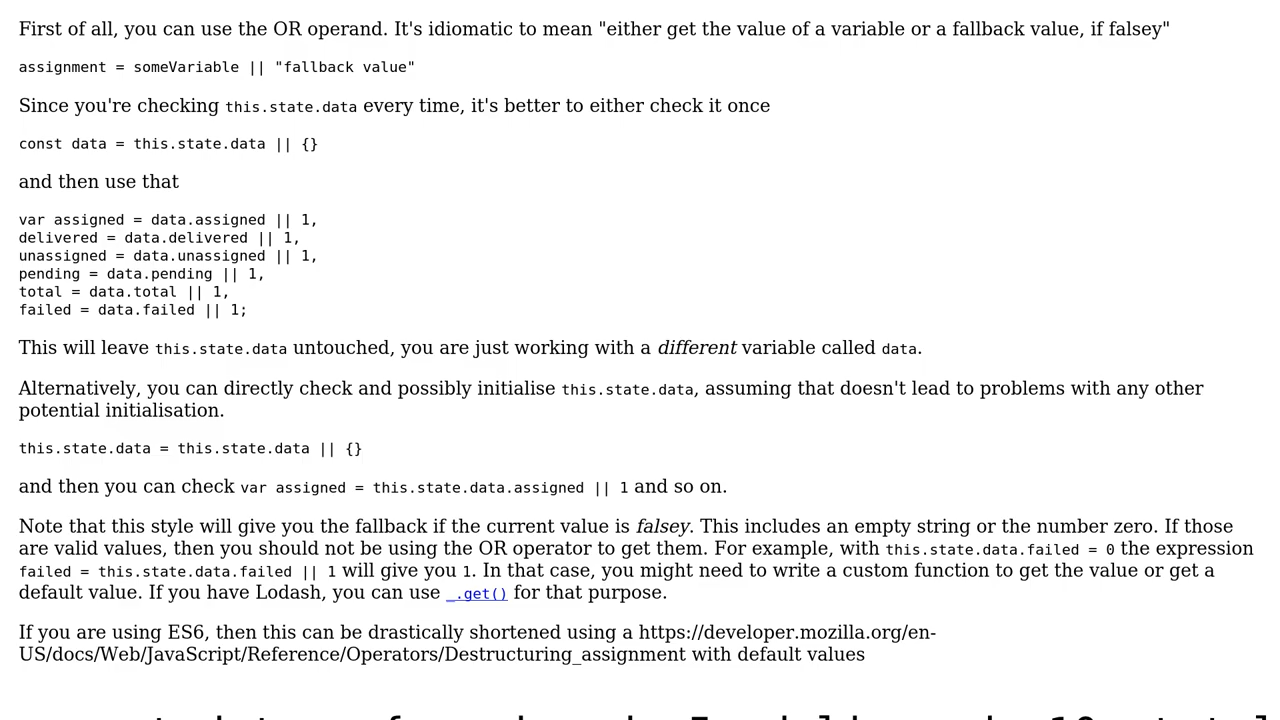 First of all, you can use the OR operand. It's idiomatic to mean "either get the value of a variable or a fallback value, if falsey"
assignment = someVariable || "fallback value"
Since you're checking this.state.data every time, it's better to either check it once
const data = this.state.data || {}
and then use that
var assigned = data.assigned || 1,
delivered = data.delivered || 1,
unassigned = data.unassigned || 1,
pending = data.pending || 1,
total = data.total || 1,
failed = data.failed || 1;
This will leave this.state.data untouched, you are just working with a different variable called data.
Alternatively, you can directly check and possibly initialise this.state.data, assuming that doesn't lead to problems with any other
potential initialisation.
this.state.data = this.state.data || {}
and then you can check var assigned = this.state.data.assigned || 1 and so on.
Note that this style will give you the fallback if the current value is falsey. This includes an empty string or the number zero. If those
are valid values, then you should not be using the OR operator to get them. For example, with this.state.data.failed = 0 the expression
failed = this.state.data.failed || 1 will give you 1. In that case, you might need to write a custom function to get the value or get a
default value. If you have Lodash, you can use _.get() for that purpose.
If you are using ES6, then this can be drastically shortened using a https://developer.mozilla.org/en-
US/docs/Web/JavaScript/Reference/Operators/Destructuring_assignment with default values